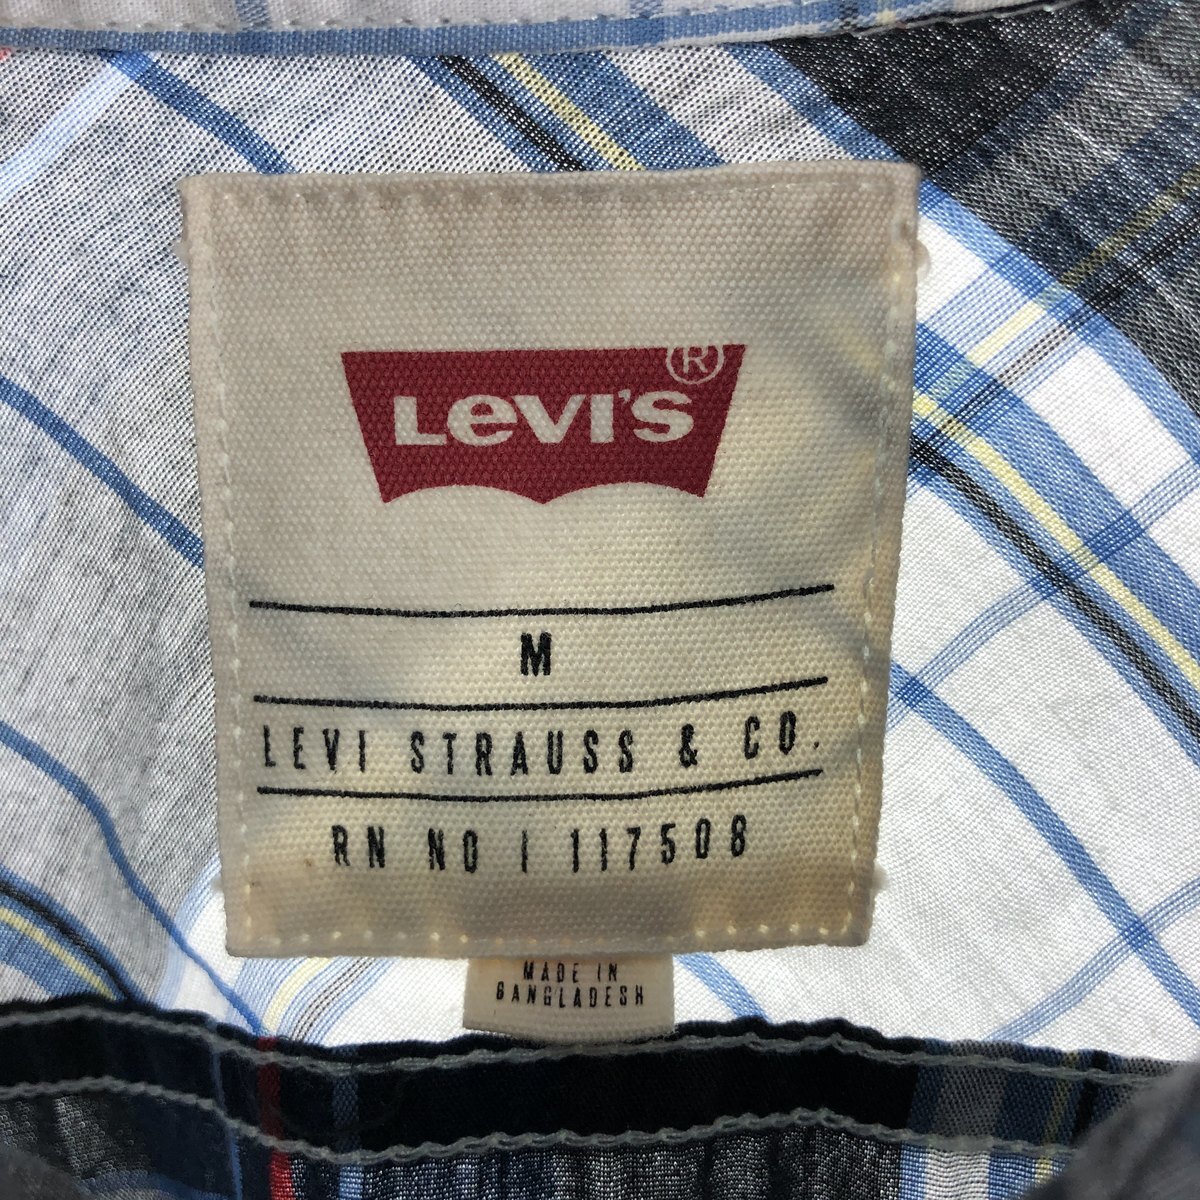 LEVI'S®
M
LEVI STRAUSS & CO.
RN NO | 117508
MADE IN
BANGLADESH